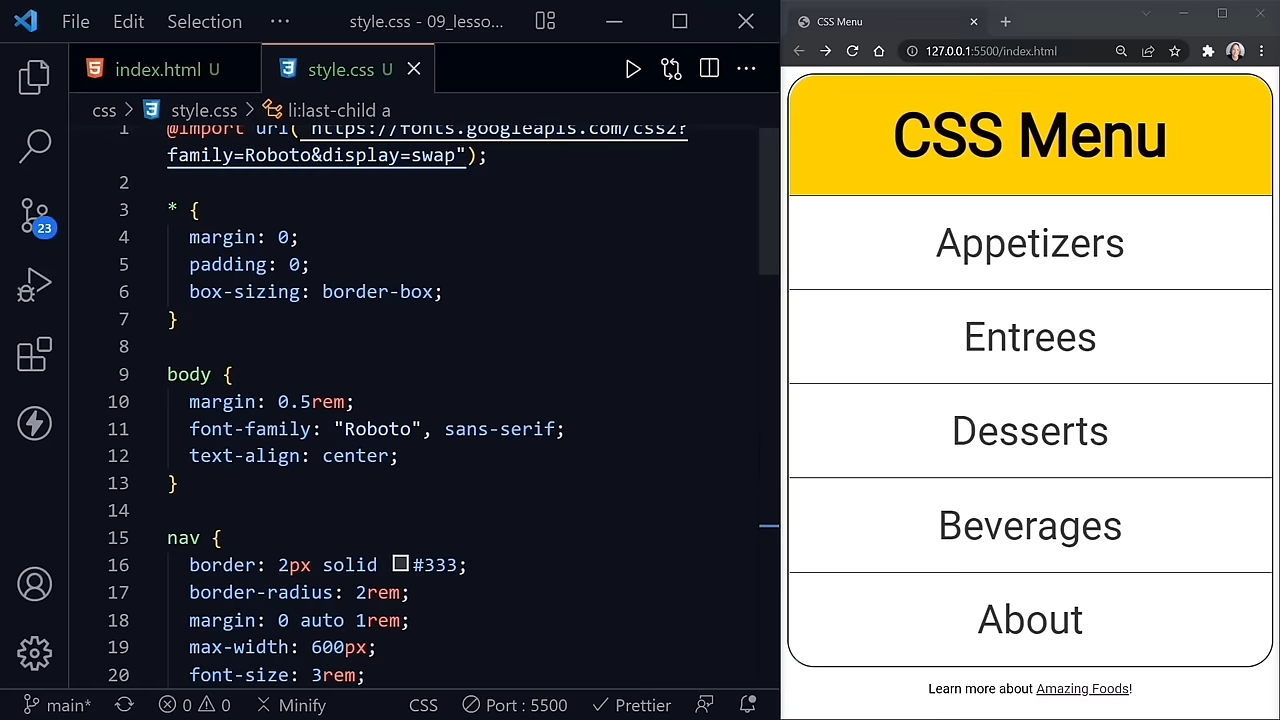 File Edit Selection ··· style.css - 09_lesso...
index.html U style.css U
css > style.css > li:last-child a
1 @import url("https://fonts.googleapis.com/css2?
family=Roboto&display=swap");
2
3 * {
4 margin: 0;
5 padding: 0;
6 box-sizing: border-box;
7 }
8
9 body {
10 margin: 0.5rem;
11 font-family: "Roboto", sans-serif;
12 text-align: center;
13 }
14
15 nav {
16 border: 2px solid #333;
17 border-radius: 2rem;
18 margin: 0 auto 1rem;
19 max-width: 600px;
20 font-size: 3rem;
23
main* 0 0 Minify CSS Port : 5500 Prettier
CSS Menu
127.0.0.1:5500/index.html
CSS Menu
Appetizers
Entrees
Desserts
Beverages
About
Learn more about Amazing Foods!